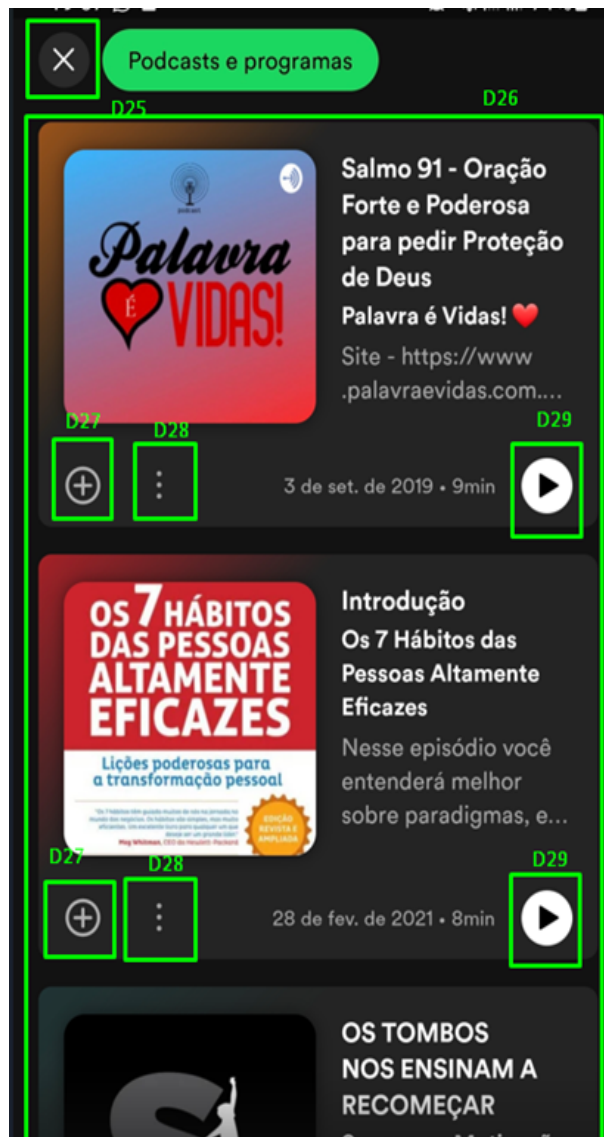 Podcasts e programas
D25
D26
podcast
Palavra
É
VIDAS!
Salmo 91 - Oração
Forte e Poderosa
para pedir Proteção
de Deus
Palavra é Vidas! ❤️
Site - https://www
.palavraevidas.com....
D27
D28
D29
3 de set. de 2019 • 9min
OS 7 HÁBITOS
DAS PESSOAS
ALTAMENTE
EFICAZES
Lições poderosas para
a transformação pessoal
EDIÇÃO
REVISTA E
AMPLIADA
Introdução
Os 7 Hábitos das
Pessoas Altamente
Eficazes
Nesse episódio você
entenderá melhor
sobre paradigmas, e...
D27
D28
D29
28 de fev. de 2021 • 8min
OS TOMBOS
NOS ENSINAM A
RECOMEÇAR